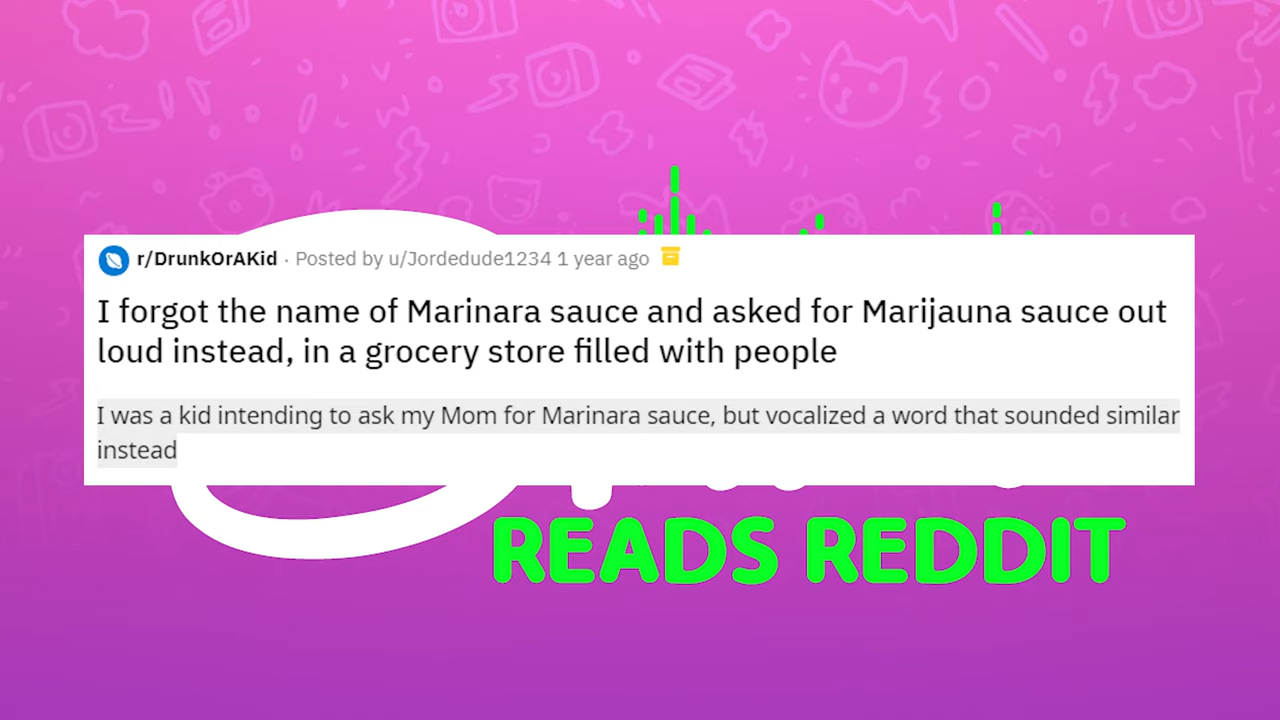 r/DrunkOrAKid · Posted by u/Jordedude1234 1 year ago
I forgot the name of Marinara sauce and asked for Marijauna sauce out
loud instead, in a grocery store filled with people
I was a kid intending to ask my Mom for Marinara sauce, but vocalized a word that sounded similar
instead
READS REDDIT